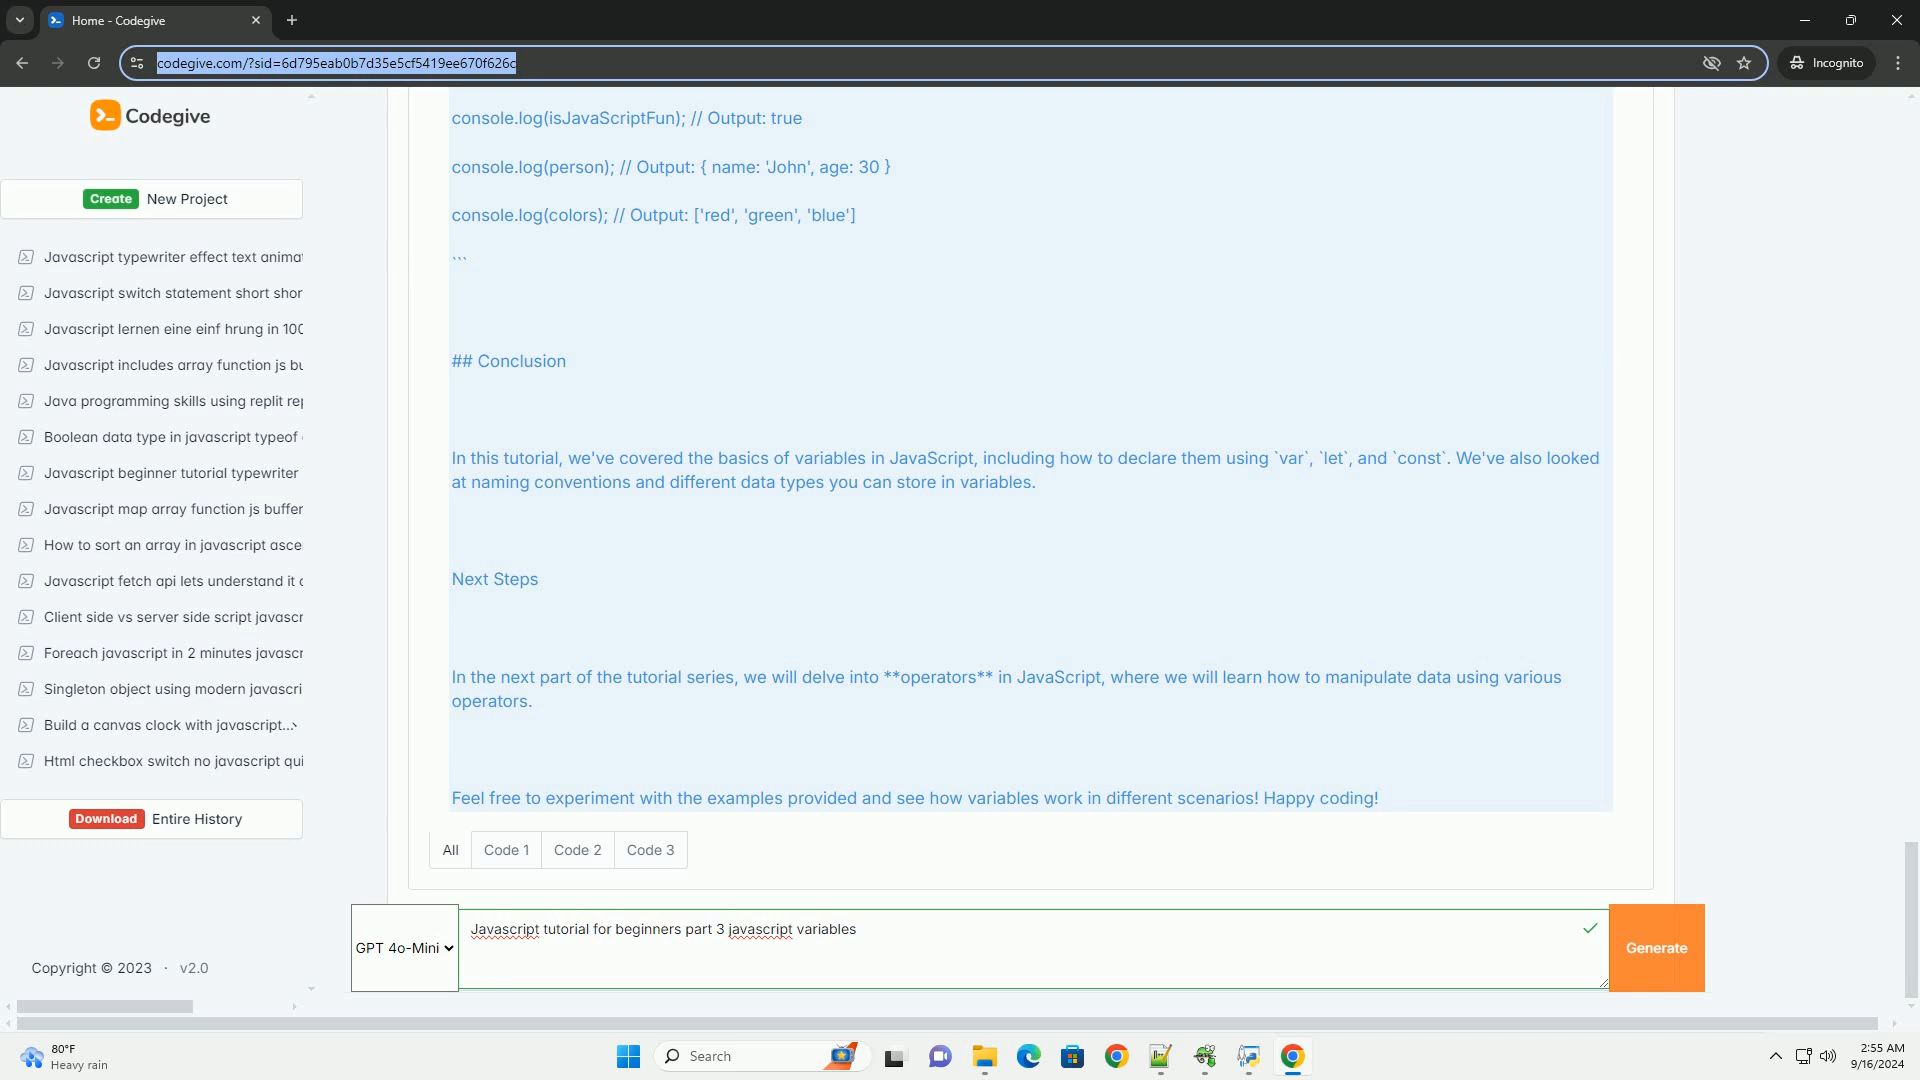 Home - Codegive
codegive.com/?sid=6d795eab0b7d35e5cf5419ee670f626c
Incognito
Codegive
Create New Project
Javascript typewriter effect text animat
Javascript switch statement short shor
Javascript lernen eine einf hrung in 100
Javascript includes array function js bu
Java programming skills using replit rep
Boolean data type in javascript typeof
Javascript beginner tutorial typewriter
Javascript map array function js buffer
How to sort an array in javascript asce
Javascript fetch api lets understand it c
Client side vs server side script javascr
Foreach javascript in 2 minutes javascr
Singleton object using modern javascri
Build a canvas clock with javascript...
Html checkbox switch no javascript qui
Download Entire History
Copyright © 2023 · v2.0
console.log(isJavaScriptFun); // Output: true
console.log(person); // Output: { name: 'John', age: 30 }
console.log(colors); // Output: ['red', 'green', 'blue']
```
## Conclusion
In this tutorial, we've covered the basics of variables in JavaScript, including how to declare them using `var`, `let`, and `const`. We've also looked
at naming conventions and different data types you can store in variables.
Next Steps
In the next part of the tutorial series, we will delve into **operators** in JavaScript, where we will learn how to manipulate data using various
operators.
Feel free to experiment with the examples provided and see how variables work in different scenarios! Happy coding!
All Code 1 Code 2 Code 3
GPT 4o-Mini
Javascript tutorial for beginners part 3 javascript variables
Generate
80°F
Heavy rain
Search
2:55 AM
9/16/2024